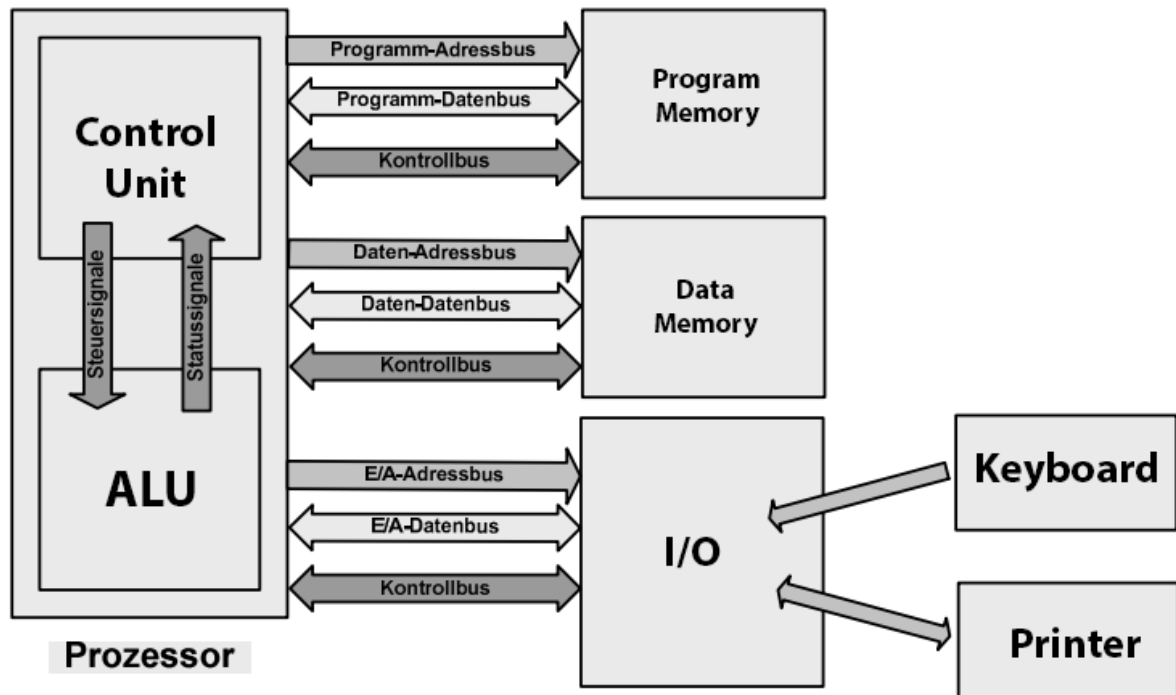 Control
Unit
Steuersignale
Statussignale
ALU
Prozessor
Programm-Adressbus
Programm-Datenbus
Kontrollbus
Program
Memory
Daten-Adressbus
Daten-Datenbus
Kontrollbus
Data
Memory
E/A-Adressbus
E/A-Datenbus
Kontrollbus
I/O
Keyboard
Printer